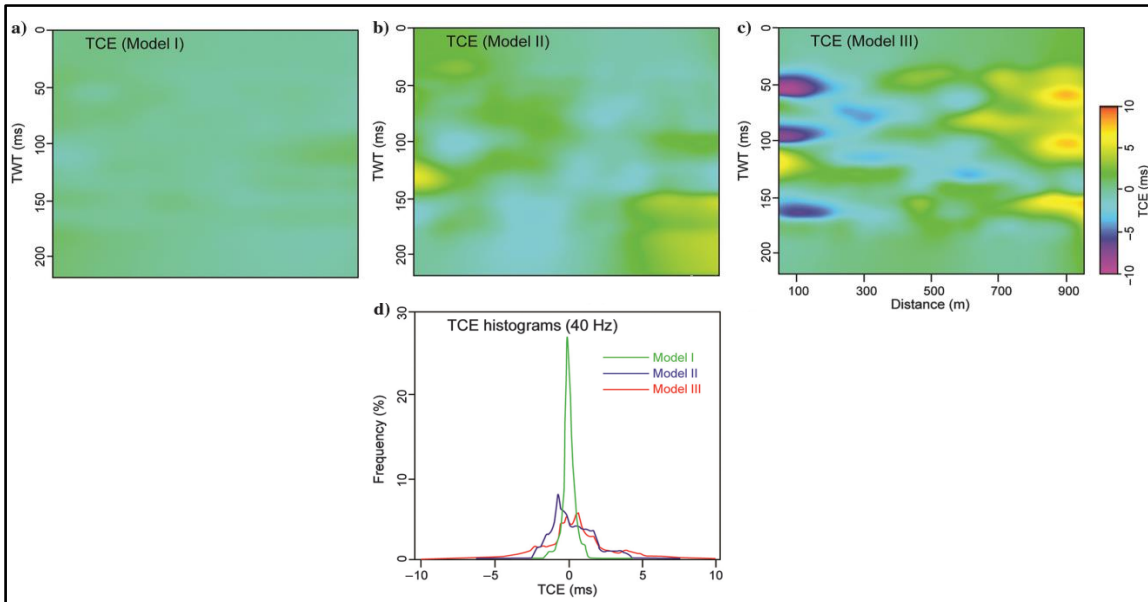 a)
TCE (Model I)
TWT (ms)
0
50
100
150
200
b)
TCE (Model II)
TWT (ms)
0
50
100
150
200
c)
TCE (Model III)
TWT (ms)
0
50
100
150
200
100 300 500 700 900
Distance (m)
10
5
0
−5
−10
TCE (ms)
d)
TCE histograms (40 Hz)
Model I
Model II
Model III
Frequency (%)
30
20
10
0
−10 −5 0 5 10
TCE (ms)